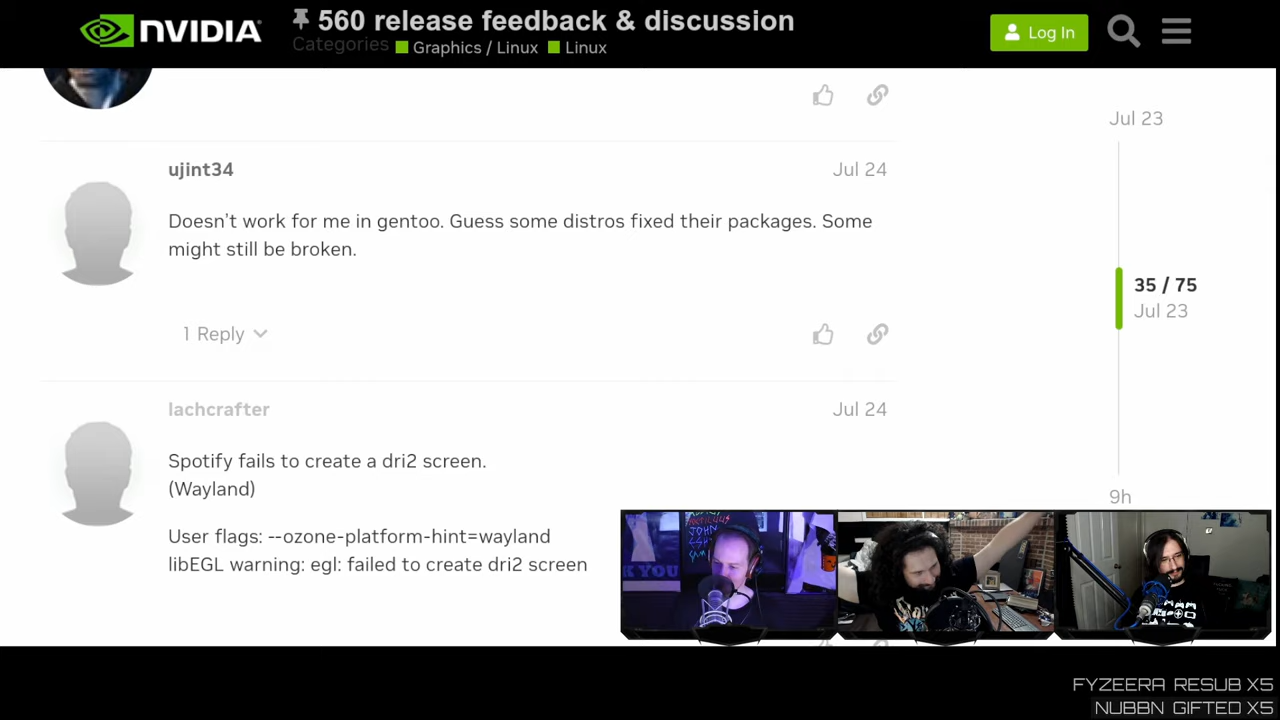 NVIDIA
560 release feedback & discussion
Categories Graphics / Linux Linux
Log In
Jul 23
ujint34
Jul 24
Doesn't work for me in gentoo. Guess some distros fixed their packages. Some
might still be broken.
35 / 75
Jul 23
1 Reply
lachcrafter
Jul 24
Spotify fails to create a dri2 screen.
(Wayland)
9h
User flags: --ozone-platform-hint=wayland
libEGL warning: egl: failed to create dri2 screen
JOHN
K YOU
FYZEERA RESUB X5
NUBBN GIFTED X5